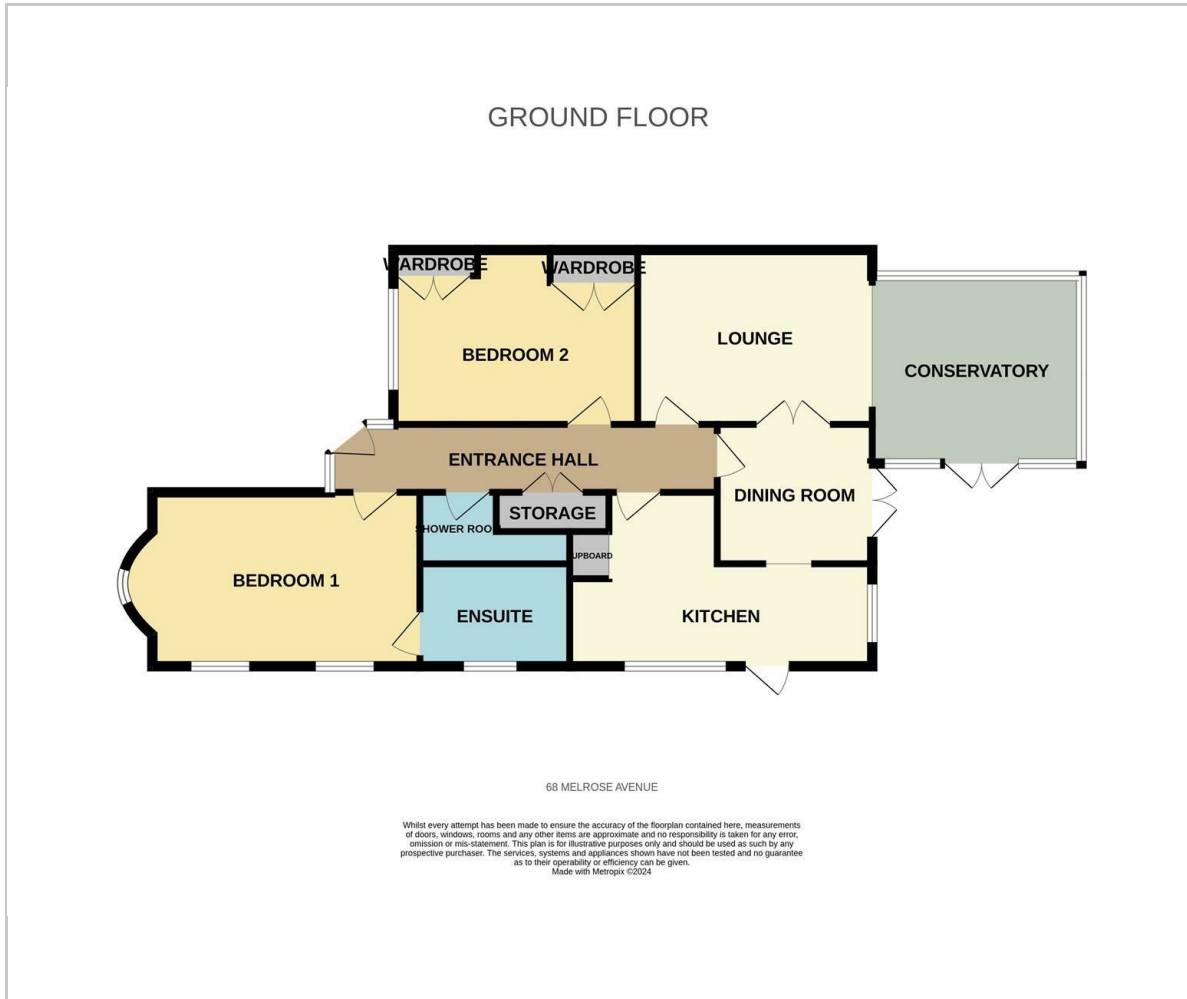 GROUND FLOOR
WARDROBE
WARDROBE
LOUNGE
BEDROOM 2
CONSERVATORY
ENTRANCE HALL
DINING ROOM
STORAGE
SHOWER ROO
UPBOARD
BEDROOM 1
ENSUITE
KITCHEN
68 MELROSE AVENUE
Whilst every attempt has been made to ensure the accuracy of the floorplan contained here, measurements
of doors, windows, rooms and any other items are approximate and no responsibility is taken for any error,
omission or mis-statement. This plan is for illustrative purposes only and should be used as such by any
prospective purchaser. The services, systems and appliances shown have not been tested and no guarantee
as to their operability or efficiency can be given.
Made with Metropix ©2024